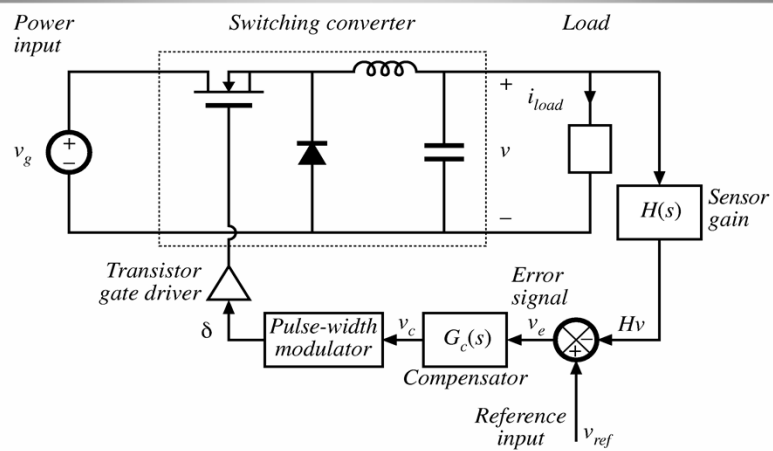 Power
input
Switching converter
Load
+
i_load
v_g
+
−
v
−
H(s)
Sensor
gain
Transistor
gate driver
Error
signal
δ
Pulse-width
modulator
v_c
G_c(s)
v_e
−
+
Hv
Compensator
Reference
input
v_ref